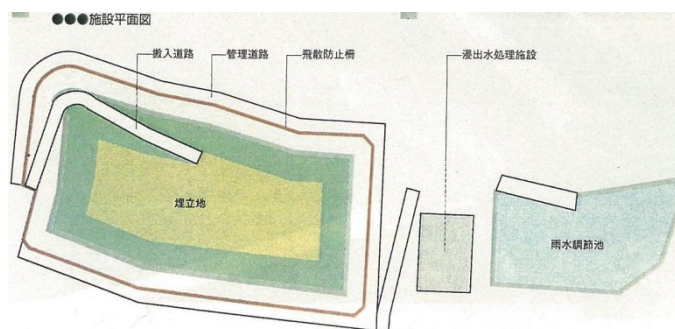 ●●●施設平面図
搬入道路
管理道路
飛散防止柵
浸出水処理施設
埋立地
雨水調節池